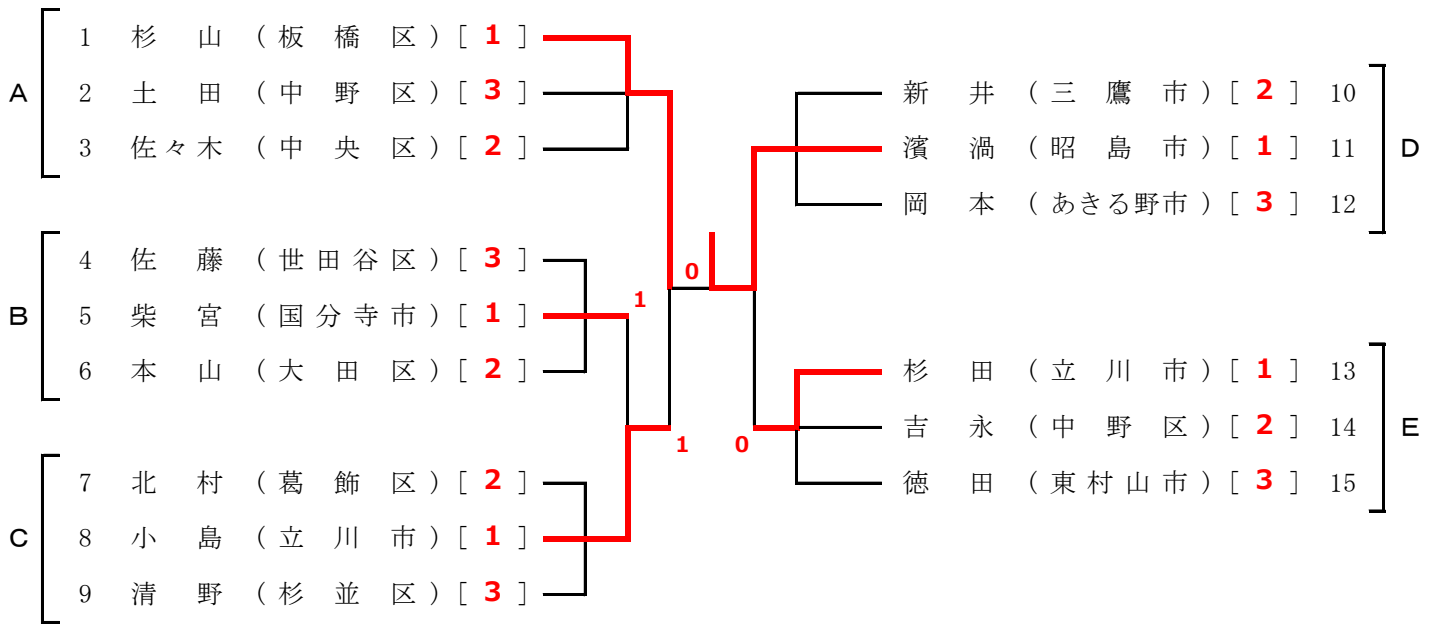 A
1 杉 山 ( 板 橋 区 ) [ 1 ]
2 土 田 ( 中 野 区 ) [ 3 ]
3 佐々木 ( 中 央 区 ) [ 2 ]
B
4 佐 藤 ( 世田谷区 ) [ 3 ]
5 柴 宮 ( 国分寺市 ) [ 1 ]
6 本 山 ( 大 田 区 ) [ 2 ]
C
7 北 村 ( 葛 飾 区 ) [ 2 ]
8 小 島 ( 立 川 市 ) [ 1 ]
9 清 野 ( 杉 並 区 ) [ 3 ]
1
0
1
0
新 井 ( 三 鷹 市 ) [ 2 ] 10
濱 渦 ( 昭 島 市 ) [ 1 ] 11
岡 本 ( あきる野市 ) [ 3 ] 12
D
杉 田 ( 立 川 市 ) [ 1 ] 13
吉 永 ( 中 野 区 ) [ 2 ] 14
徳 田 ( 東村山市 ) [ 3 ] 15
E